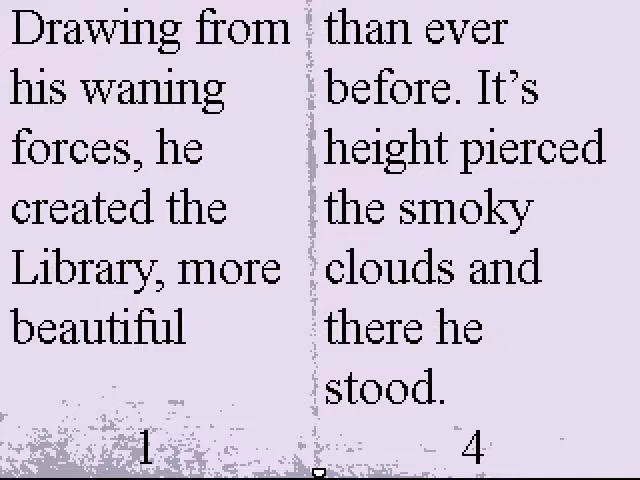 Drawing from
his waning
forces, he
created the
Library, more
beautiful
1
than ever
before. It’s
height pierced
the smoky
clouds and
there he
stood.
4